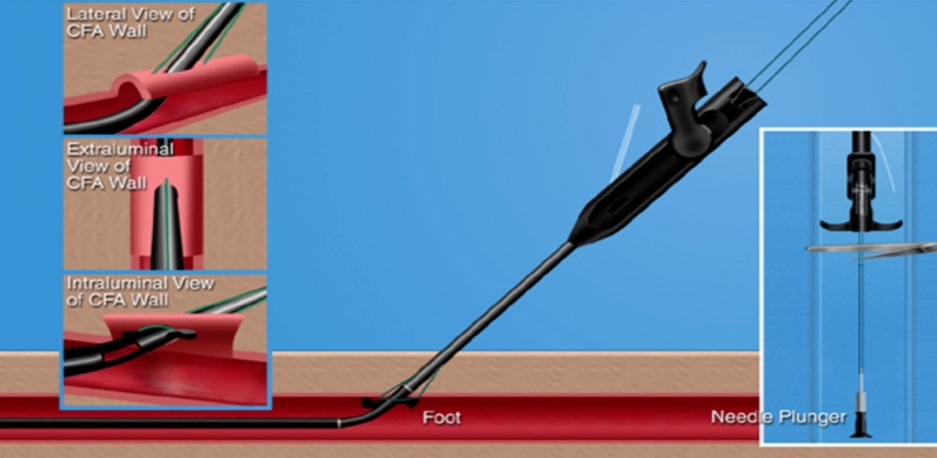 Lateral View of
CFA Wall
Extraluminal
View of
CFA Wall
Intraluminal View
of CFA Wall
Foot
Needle Plunger